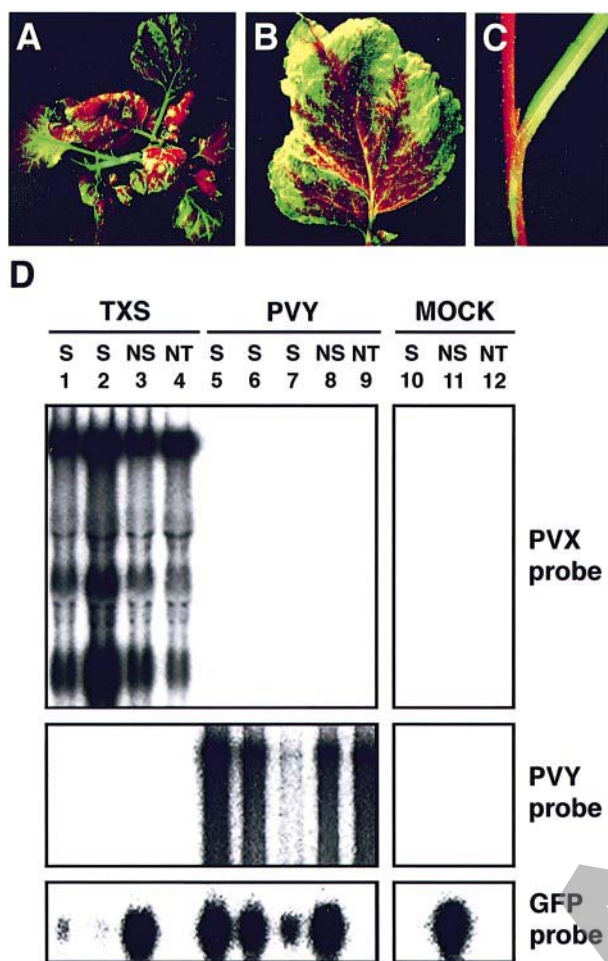 A B C
D
TXS PVY MOCK
S S NS NT S S S NS NT S NS NT
1 2 3 4 5 6 7 8 9 10 11 12
PVX
probe
PVY
probe
GFP
probe